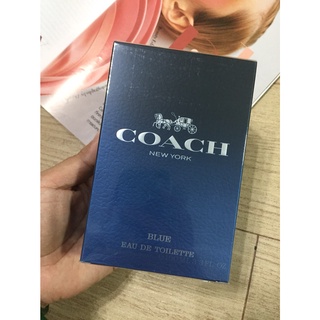 COACH
NEW YORK
BLUE
EAU DE TOILETTE